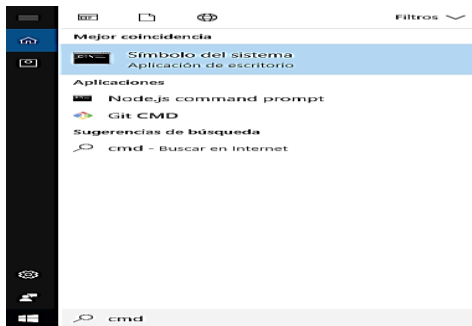 Filtros
Mejor coincidencia
Símbolo del sistema
Aplicación de escritorio
Aplicaciones
Node.js command prompt
Git CMD
Sugerencias de búsqueda
cmd - Buscar en Internet
cmd